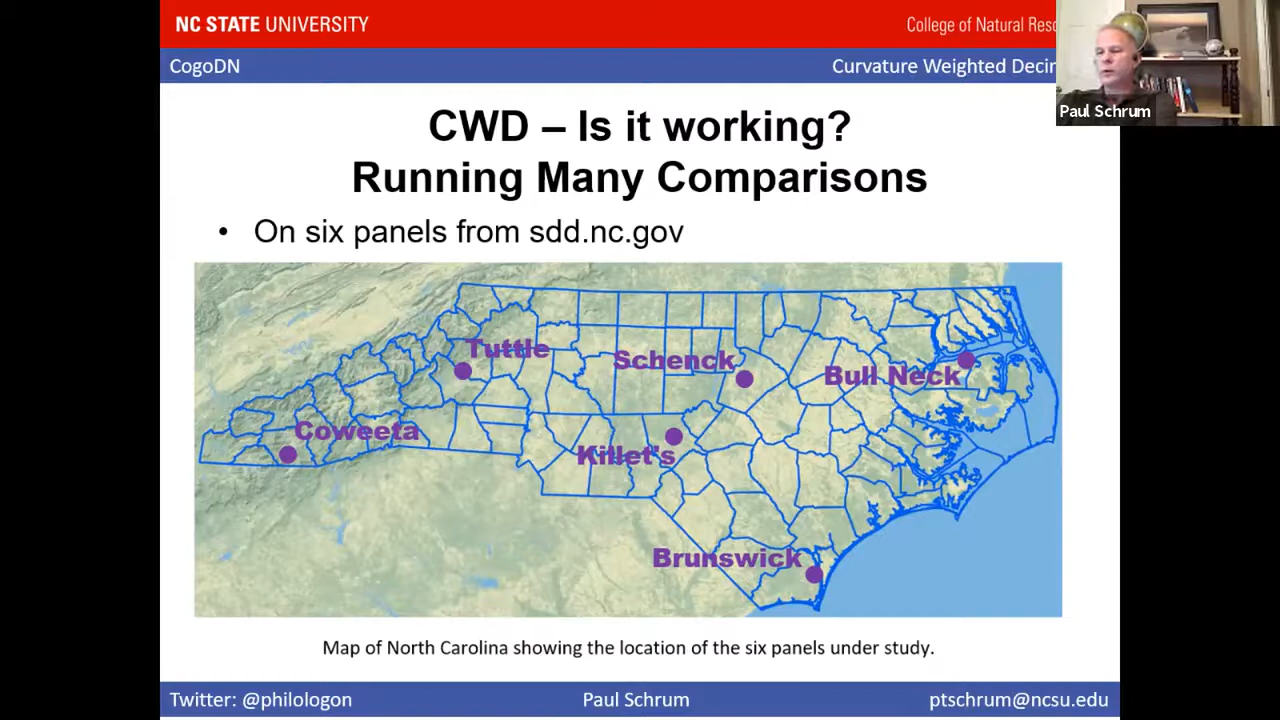 NC STATE UNIVERSITY
College of Natural
CogoDN
Curvature Weighted
CWD – Is it working?
Running Many Comparisons
• On six panels from sdd.nc.gov
Paul Schrum
Tuttle
Schenck
Bull Neck
Coweeta
Killet's
Brunswick
Map of North Carolina showing the location of the six panels under study.
Twitter: @philologon
Paul Schrum
ptschrum@ncsu.edu